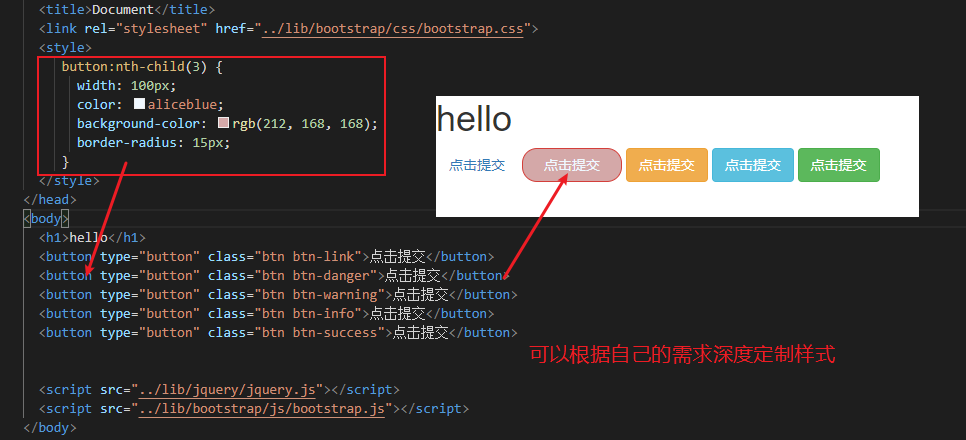 <title>Document</title>
<link rel="stylesheet" href="../lib/bootstrap/css/bootstrap.css">
<style>
button:nth-child(3) {
width: 100px;
color: aliceblue;
background-color: rgb(212, 168, 168);
border-radius: 15px;
}
</style>
</head>
<body>
<h1>hello</h1>
<button type="button" class="btn btn-link">点击提交</button>
<button type="button" class="btn btn-danger">点击提交</button>
<button type="button" class="btn btn-warning">点击提交</button>
<button type="button" class="btn btn-info">点击提交</button>
<button type="button" class="btn btn-success">点击提交</button>
<script src="../lib/jquery/jquery.js"></script>
<script src="../lib/bootstrap/js/bootstrap.js"></script>
</body>
hello
点击提交 点击提交 点击提交 点击提交 点击提交
可以根据自己的需求深度定制样式